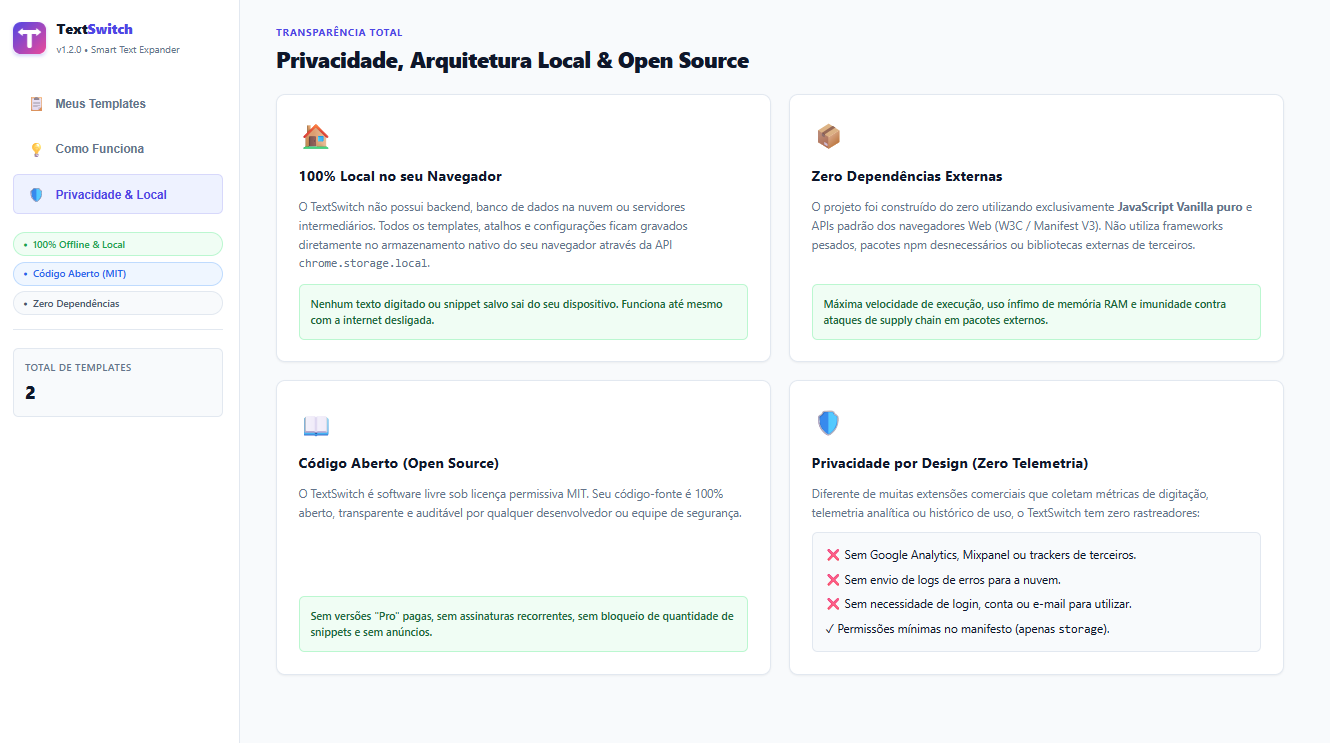 TextSwitch
v1.2.0 • Smart Text Expander
Meus Templates
Como Funciona
Privacidade & Local
• 100% Offline & Local
• Código Aberto (MIT)
• Zero Dependências
TOTAL DE TEMPLATES
2
TRANSPARÊNCIA TOTAL
Privacidade, Arquitetura Local & Open Source
100% Local no seu Navegador
O TextSwitch não possui backend, banco de dados na nuvem ou servidores
intermediários. Todos os templates, atalhos e configurações ficam gravados
diretamente no armazenamento nativo do seu navegador através da API
chrome.storage.local.
Nenhum texto digitado ou snippet salvo sai do seu dispositivo. Funciona até mesmo
com a internet desligada.
Zero Dependências Externas
O projeto foi construído do zero utilizando exclusivamente JavaScript Vanilla puro e
APIs padrão dos navegadores Web (W3C / Manifest V3). Não utiliza frameworks
pesados, pacotes npm desnecessários ou bibliotecas externas de terceiros.
Máxima velocidade de execução, uso ínfimo de memória RAM e imunidade contra
ataques de supply chain em pacotes externos.
Código Aberto (Open Source)
O TextSwitch é software livre sob licença permissiva MIT. Seu código-fonte é 100%
aberto, transparente e auditável por qualquer desenvolvedor ou equipe de segurança.
Sem versões "Pro" pagas, sem assinaturas recorrentes, sem bloqueio de quantidade de
snippets e sem anúncios.
Privacidade por Design (Zero Telemetria)
Diferente de muitas extensões comerciais que coletam métricas de digitação,
telemetria analítica ou histórico de uso, o TextSwitch tem zero rastreadores:
❌ Sem Google Analytics, Mixpanel ou trackers de terceiros.
❌ Sem envio de logs de erros para a nuvem.
❌ Sem necessidade de login, conta ou e-mail para utilizar.
✓ Permissões mínimas no manifesto (apenas storage).